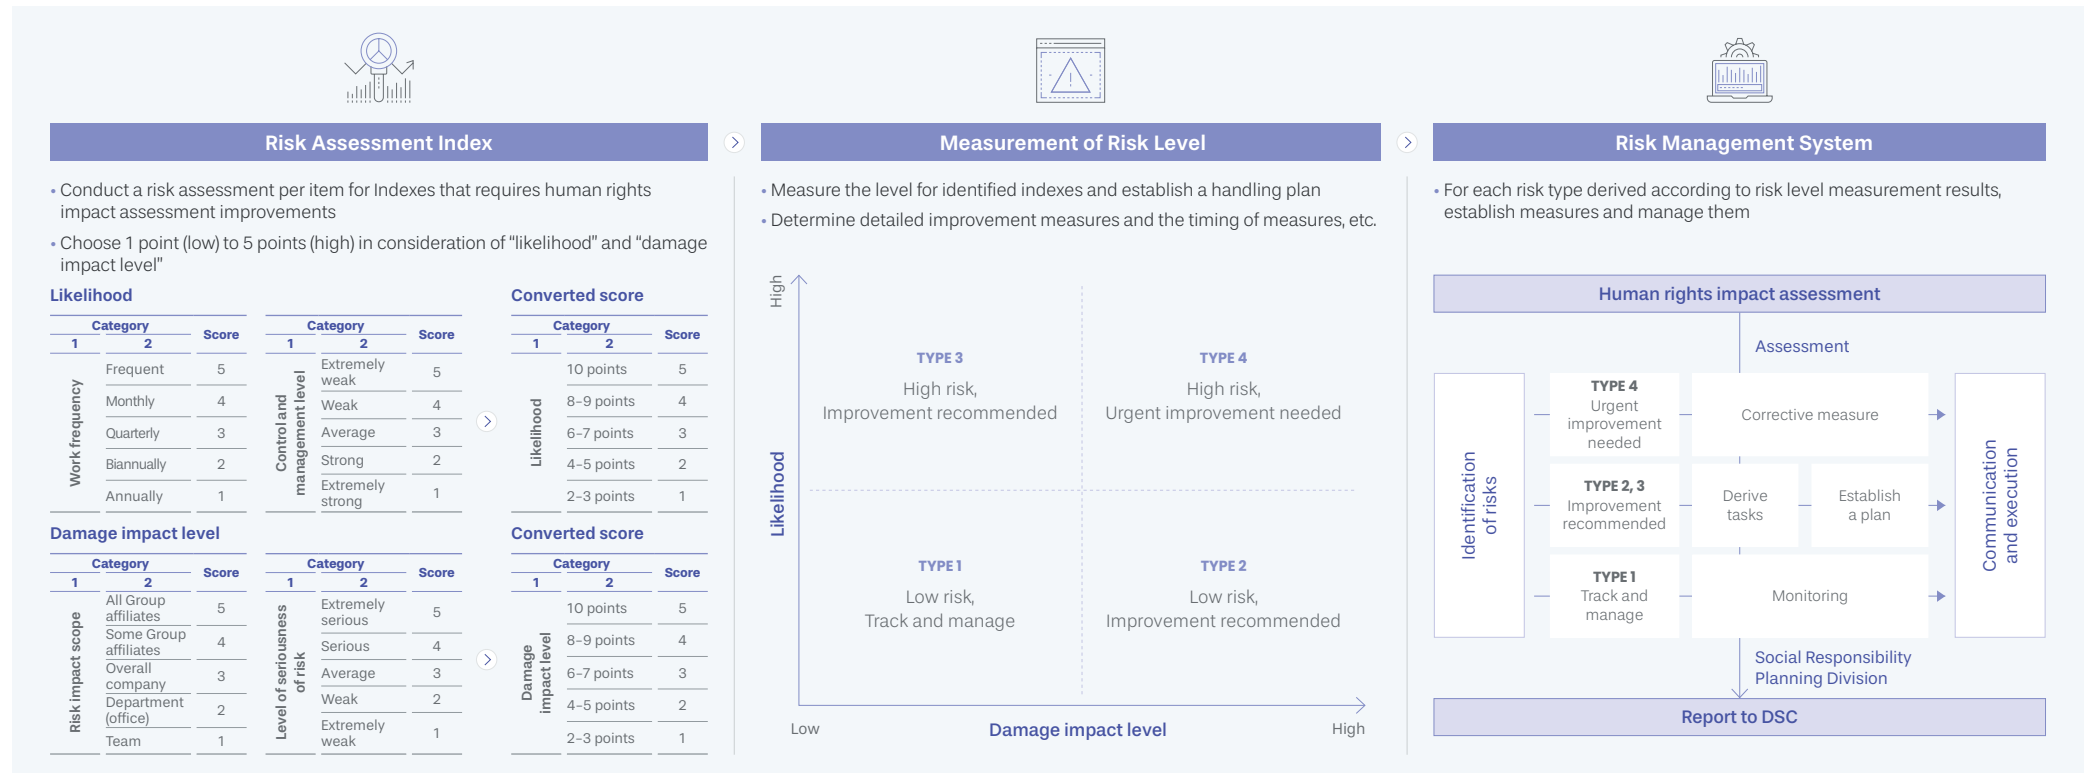 Risk Assessment Index
• Conduct a risk assessment per item for Indexes that requires human rights
impact assessment improvements
• Choose 1 point (low) to 5 points (high) in consideration of “likelihood” and “damage
impact level”
Likelihood
Category
Score
1
2
Work frequency
Frequent 5
Monthly 4
Quarterly 3
Biannually 2
Annually 1
Category
Score
1
2
Control and
management level
Extremely
weak
5
Weak 4
Average 3
Strong 2
Extremely
strong
1
Converted score
Category
Score
1
2
Likelihood
10 points 5
8-9 points 4
6-7 points 3
4-5 points 2
2-3 points 1
Damage impact level
Category
Score
1
2
Risk impact scope
All Group
affiliates
5
Some Group
affiliates
4
Overall
company
3
Department
(office)
2
Team 1
Category
Score
1
2
Level of seriousness
of risk
Extremely
serious
5
Serious 4
Average 3
Weak 2
Extremely
weak
1
Converted score
Category
Score
1
2
Damage
impact level
10 points 5
8-9 points 4
6-7 points 3
4-5 points 2
2-3 points 1
Measurement of Risk Level
• Measure the level for identified indexes and establish a handling plan
• Determine detailed improvement measures and the timing of measures, etc.
High
Likelihood
TYPE 3
High risk,
Improvement recommended
TYPE 4
High risk,
Urgent improvement needed
TYPE 1
Low risk,
Track and manage
TYPE 2
Low risk,
Improvement recommended
Low
Damage impact level
High
Risk Management System
• For each risk type derived according to risk level measurement results,
establish measures and manage them
Human rights impact assessment
Assessment
Identification
of risks
TYPE 4
Urgent
improvement
needed
Corrective measure
TYPE 2, 3
Improvement
recommended
Derive
tasks
Establish
a plan
TYPE 1
Track and
manage
Monitoring
Communication
and execution
Social Responsibility
Planning Division
Report to DSC